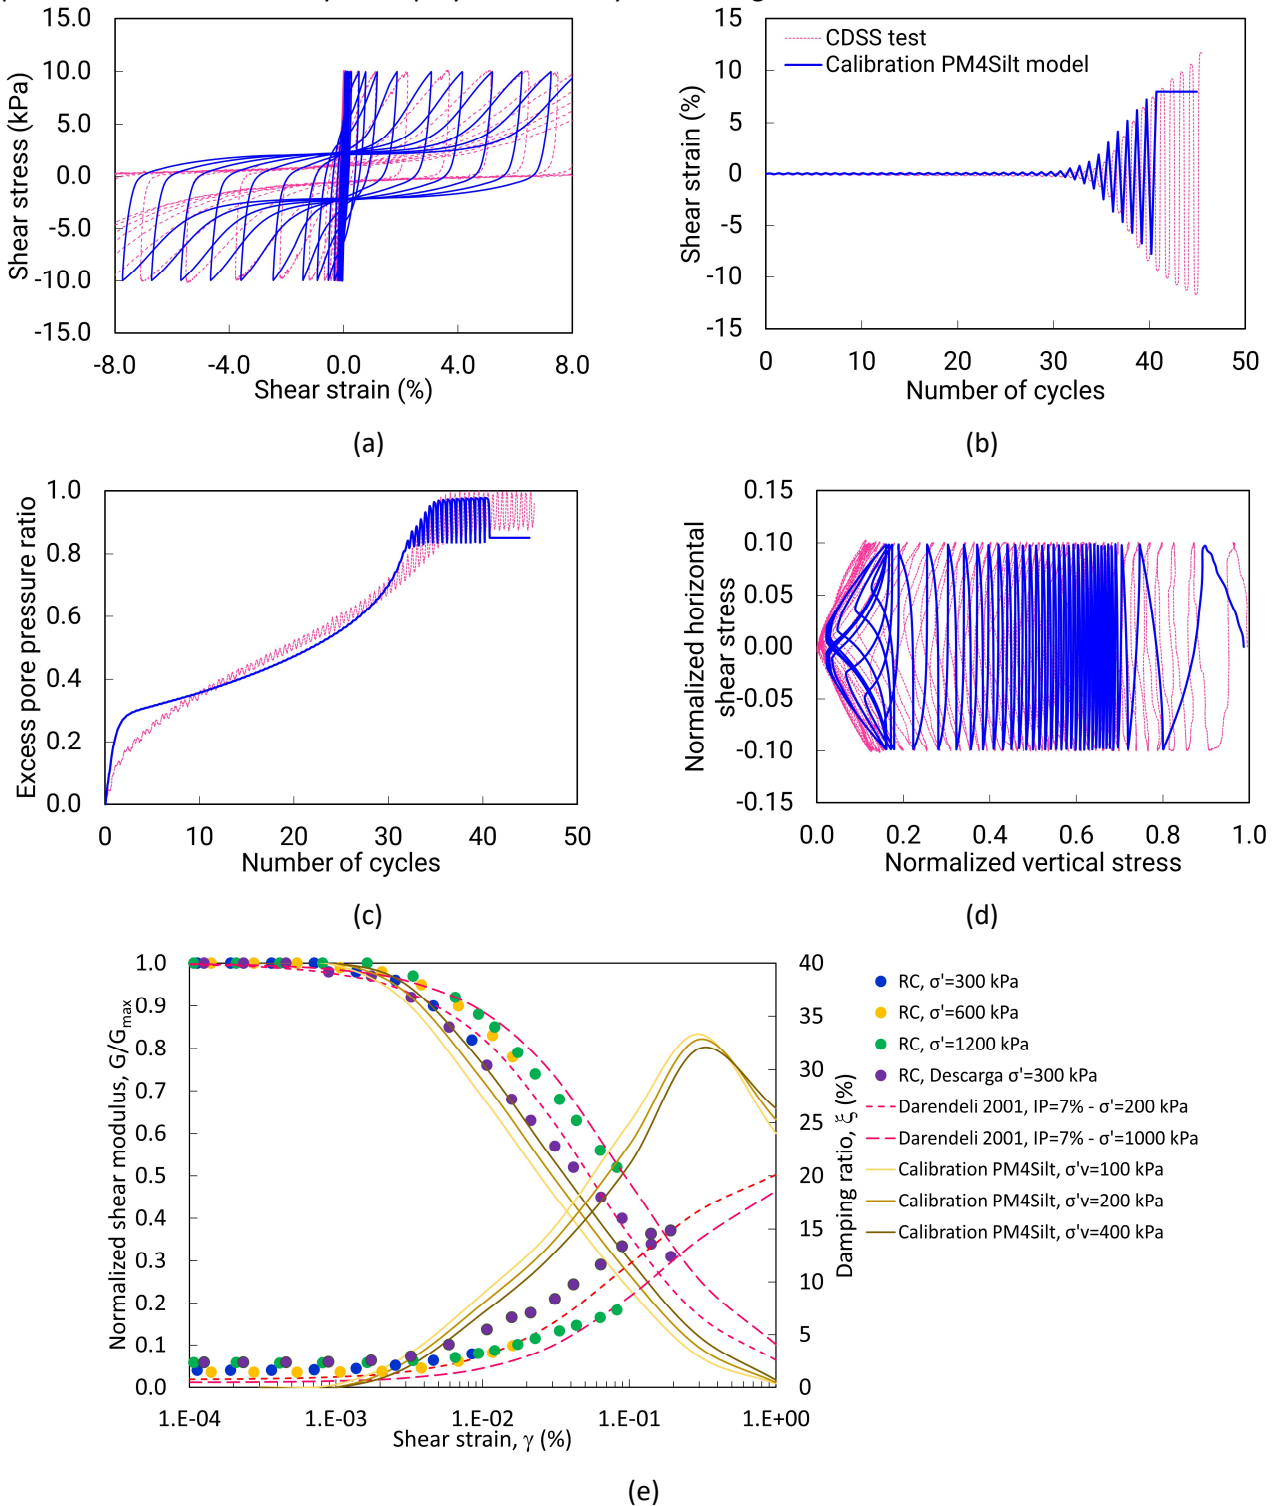 15.0
10.0
5.0
0.0
-5.0
-10.0
-15.0
Shear stress (kPa)
-8.0 -4.0 0.0 4.0 8.0
Shear strain (%)
(a)
15
10
5
0
-5
-10
-15
Shear strain (%)
CDSS test
Calibration PM4Silt model
0 10 20 30 40 50
Number of cycles
(b)
1.0
0.8
0.6
0.4
0.2
0.0
Excess pore pressure ratio
0 10 20 30 40 50
Number of cycles
(c)
0.15
0.10
0.05
0.00
-0.05
-0.10
-0.15
Normalized horizontal
shear stress
0.0 0.2 0.4 0.6 0.8 1.0
Normalized vertical stress
(d)
1.0
0.9
0.8
0.7
0.6
0.5
0.4
0.3
0.2
0.1
0.0
Normalized shear modulus, G/Gmax
1.E-04 1.E-03 1.E-02 1.E-01 1.E+00
Shear strain, γ (%)
40
35
30
25
20
15
10
5
0
Damping ratio, ξ (%)
RC, σ'=300 kPa
RC, σ'=600 kPa
RC, σ'=1200 kPa
RC, Descarga σ'=300 kPa
Darendeli 2001, IP=7% - σ'=200 kPa
Darendeli 2001, IP=7% - σ'=1000 kPa
Calibration PM4Silt, σ'v=100 kPa
Calibration PM4Silt, σ'v=200 kPa
Calibration PM4Silt, σ'v=400 kPa
(e)